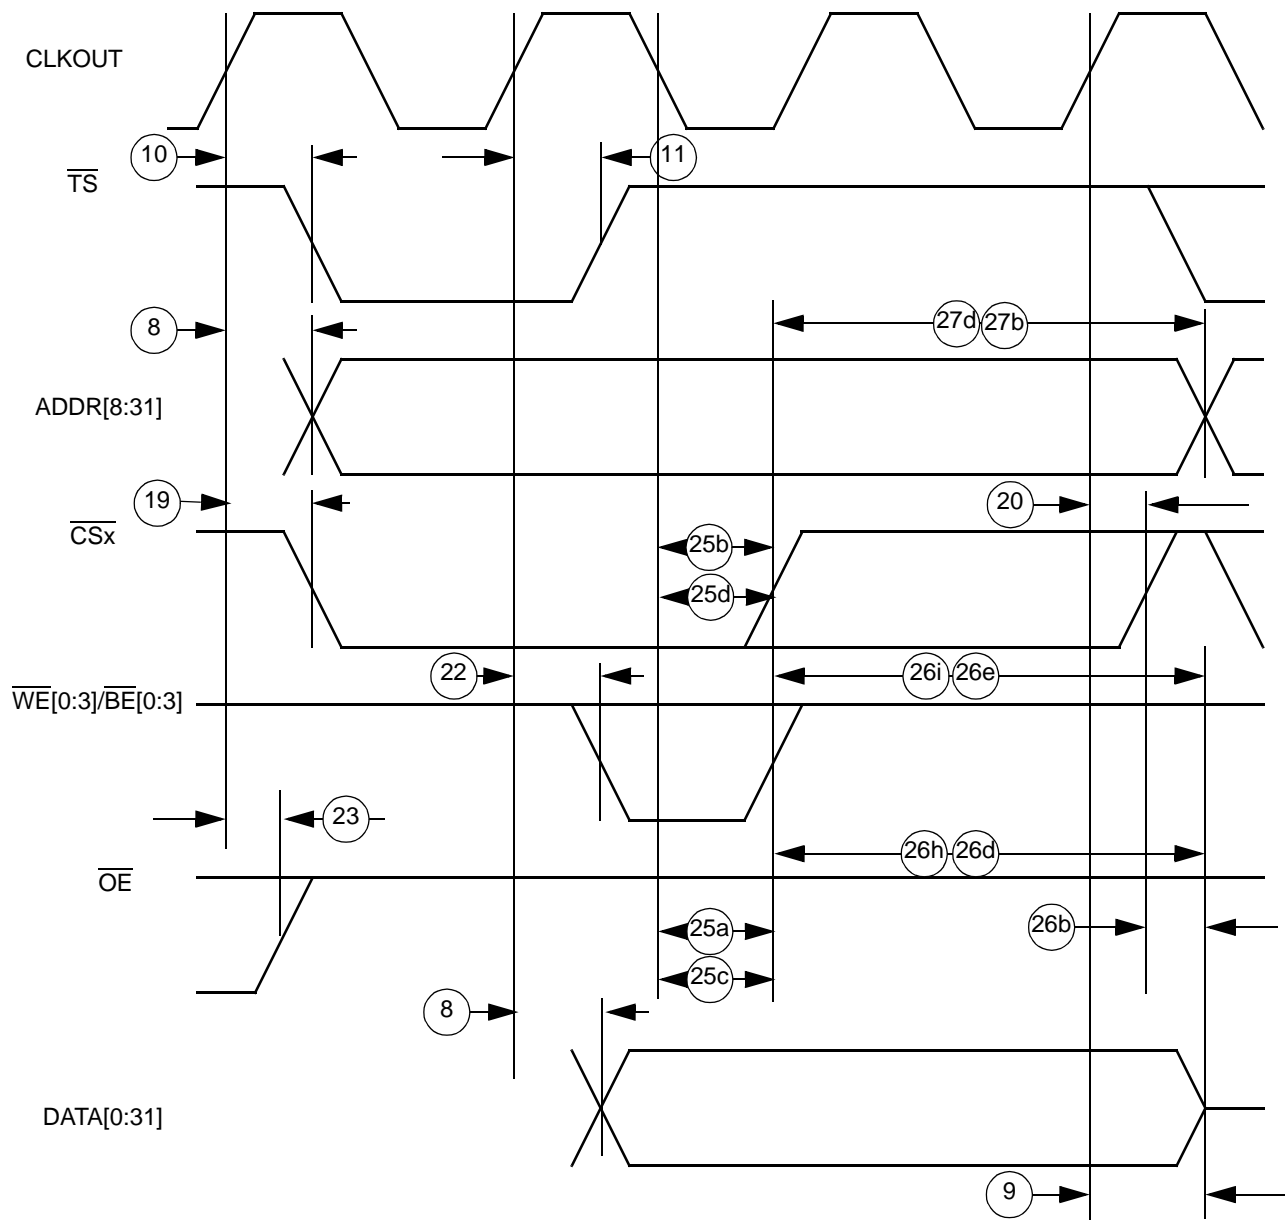 CLKOUT
10
11
TS
8
27d 27b
ADDR[8:31]
19
20
CSx
25b
25d
22
26i 26e
WE[0:3]/BE[0:3]
23
26h 26d
OE
25a
26b
25c
8
DATA[0:31]
9